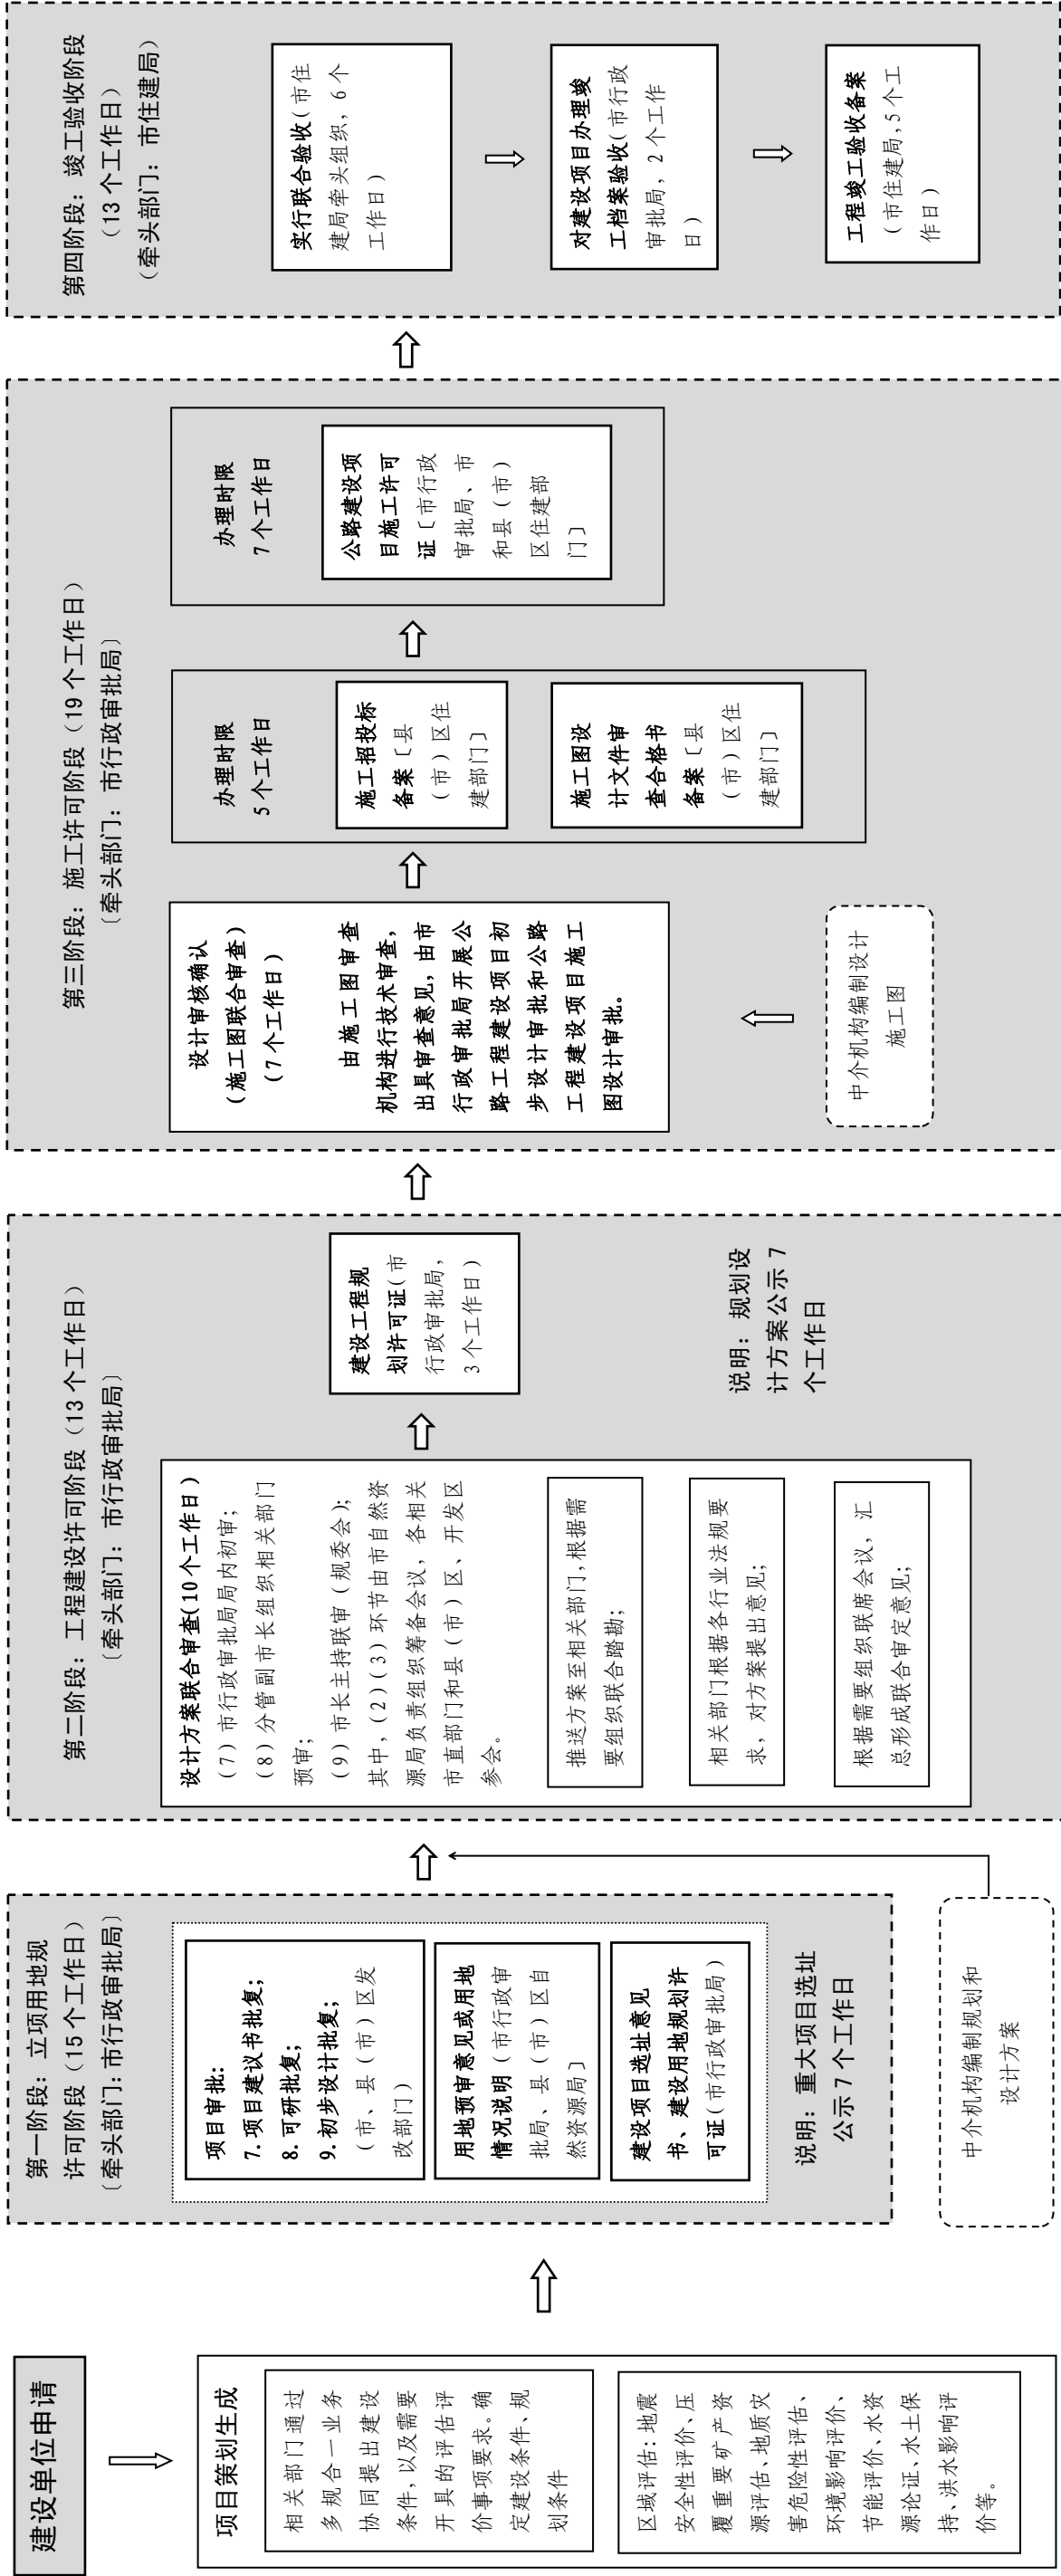 建设单位申请
项目策划生成
相关部门通过
多规合一业务
协同提出建设
条件，以及需要
开具的评估评
价事项要求。确
定建设条件、规
划条件
区域评估：地震
安全性评价、压
覆重要矿产资
源评估、地质灾
害危险性评估、
环境影响评价、
节能评价、水资
源论证、水土保
持、洪水影响评
价等。
第一阶段：立项用地规
许可阶段（15个工作日）
〔牵头部门：市行政审批局〕
项目审批：
7.项目建议书批复；
8.可研批复；
9.初步设计批复；
（市、县（市）区发
改部门）
用地预审意见或用地
情况说明〔市行政审
批局、县（市）区自
然资源局〕
建设项目选址意见
书、建设用地规划许
可证（市行政审批局）
说明：重大项目选址
公示7个工作日
中介机构编制规划和
设计方案
第二阶段：工程建设许可阶段（13个工作日）
〔牵头部门：市行政审批局〕
设计方案联合审查（10个工作日）
（7）市行政审批局局内初审；
（8）分管副市长组织相关部门
预审；
（9）市长主持联审（规委会）；
其中，（2）（3）环节由市自然资
源局负责组织筹备会议，各相关
市直部门和县（市）区、开发区
参会。
推送方案至相关部门，根据需
要组织联合踏勘；
相关部门根据各行业法规要
求，对方案提出意见；
根据需要组织联席会议，汇
总形成联合审定意见；
建设工程规
划许可证（市
行政审批局，
3个工作日）
说明：规划设
计方案公示7
个工作日
第三阶段：施工许可阶段（19个工作日）
〔牵头部门：市行政审批局〕
设计审核确认
（施工图联合审查）
（7个工作日）
由施工图审查
机构进行技术审查，
出具审查意见，由市
行政审批局开展公
路工程建设项目初
步设计审批和公路
工程建设项目施工
图设计审批。
中介机构编制设计
施工图
办理时限
5个工作日
施工招投标
备案〔县
（市）区住
建部门〕
施工图设
计文件审
查合格书
备案〔县
（市）区住
建部门〕
办理时限
7个工作日
公路建设项
目施工许可
证〔市行政
审批局、市
和县（市）
区住建部
门〕
第四阶段：竣工验收阶段
（13个工作日）
（牵头部门：市住建局）
实行联合验收（市住
建局牵头组织，6个
工作日）
对建设项目办理竣
工档案验收（市行政
审批局，2个工作
日）
工程竣工验收备案
（市住建局，5个工
作日）